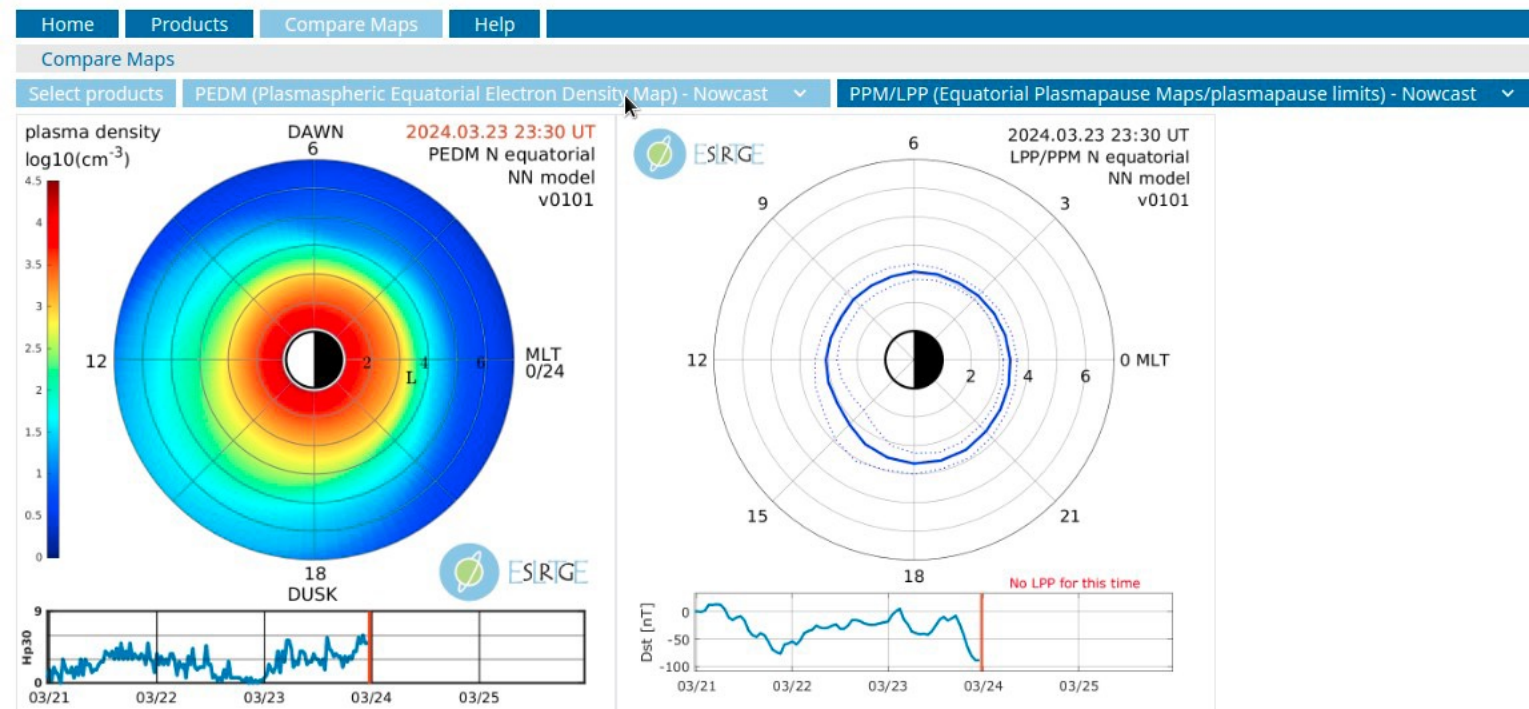 Home Products Compare Maps Help
Compare Maps
Select products PEDM (Plasmaspheric Equatorial Electron Density Map) - Nowcast PPM/LPP (Equatorial Plasmapause Maps/plasmapause limits) - Nowcast
plasma density
log10(cm-3)
4.5
4
3.5
3
2.5
2
1.5
1
0.5
0
DAWN
6
2024.03.23 23:30 UT
PEDM N equatorial
NN model
v0101
12
2 4 6
L
MLT
0/24
18
DUSK
ESRGE
Hp30
9
0
03/21 03/22 03/23 03/24 03/25
ESRGE
2024.03.23 23:30 UT
LPP/PPM N equatorial
NN model
v0101
6
9 3
12
2 4 6
0 MLT
15 21
18
No LPP for this time
Dst [nT]
0
-50
-100
03/21 03/22 03/23 03/24 03/25